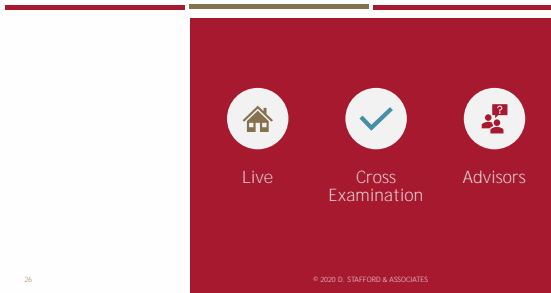 ?
Live
Cross
Examination
Advisors
26
© 2020 D. STAFFORD & ASSOCIATES